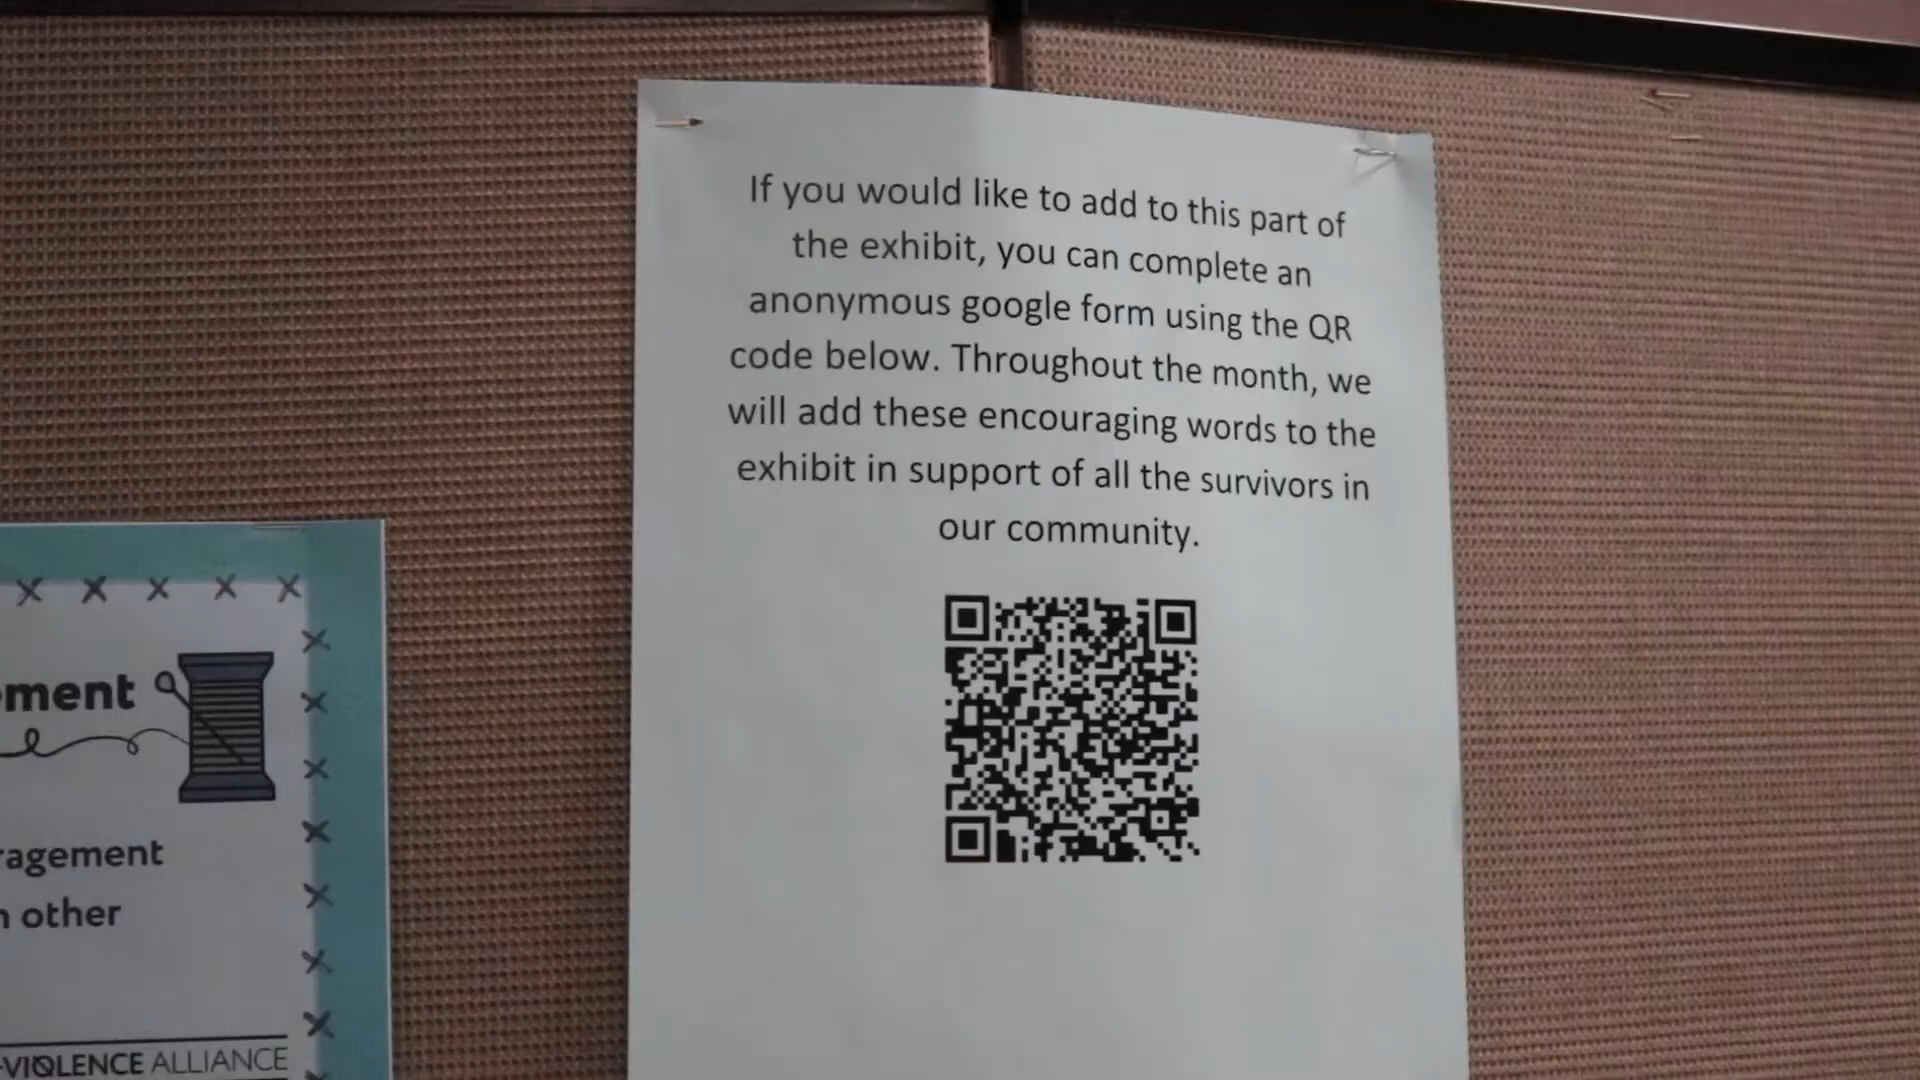 If you would like to add to this part of
the exhibit, you can complete an
anonymous google form using the QR
code below. Throughout the month, we
will add these encouraging words to the
exhibit in support of all the survivors in
our community.
ement
ragement
n other
-VIOLENCE ALLIANCE